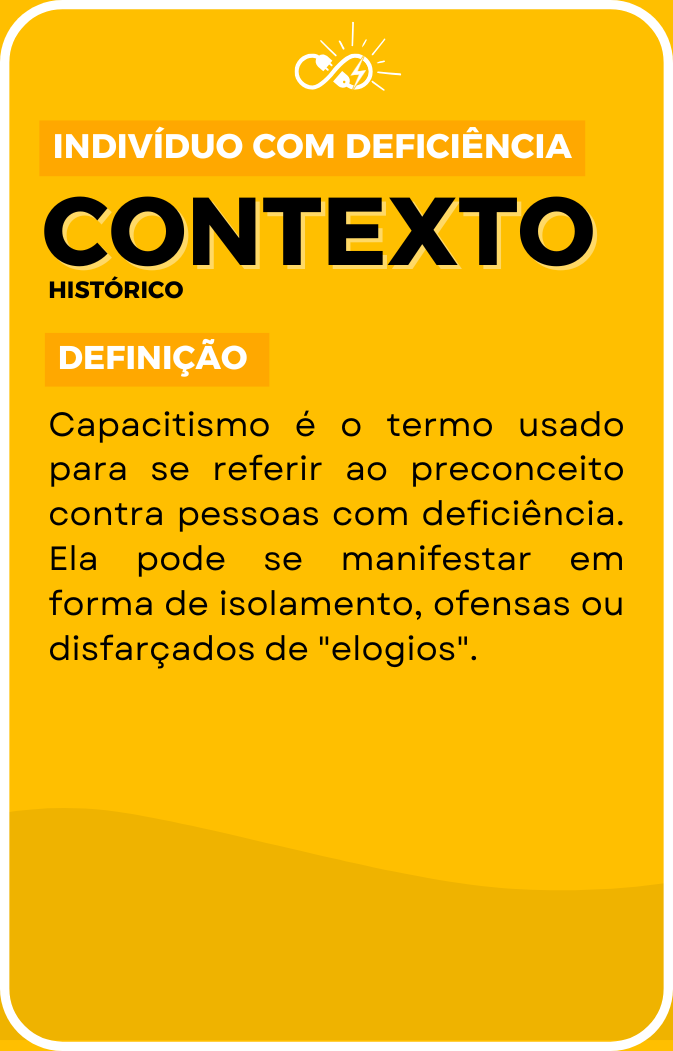 INDIVÍDUO COM DEFICIÊNCIA
CONTEXTO
HISTÓRICO
DEFINIÇÃO
Capacitismo é o termo usado
para se referir ao preconceito
contra pessoas com deficiência.
Ela pode se manifestar em
forma de isolamento, ofensas ou
disfarçados de "elogios".